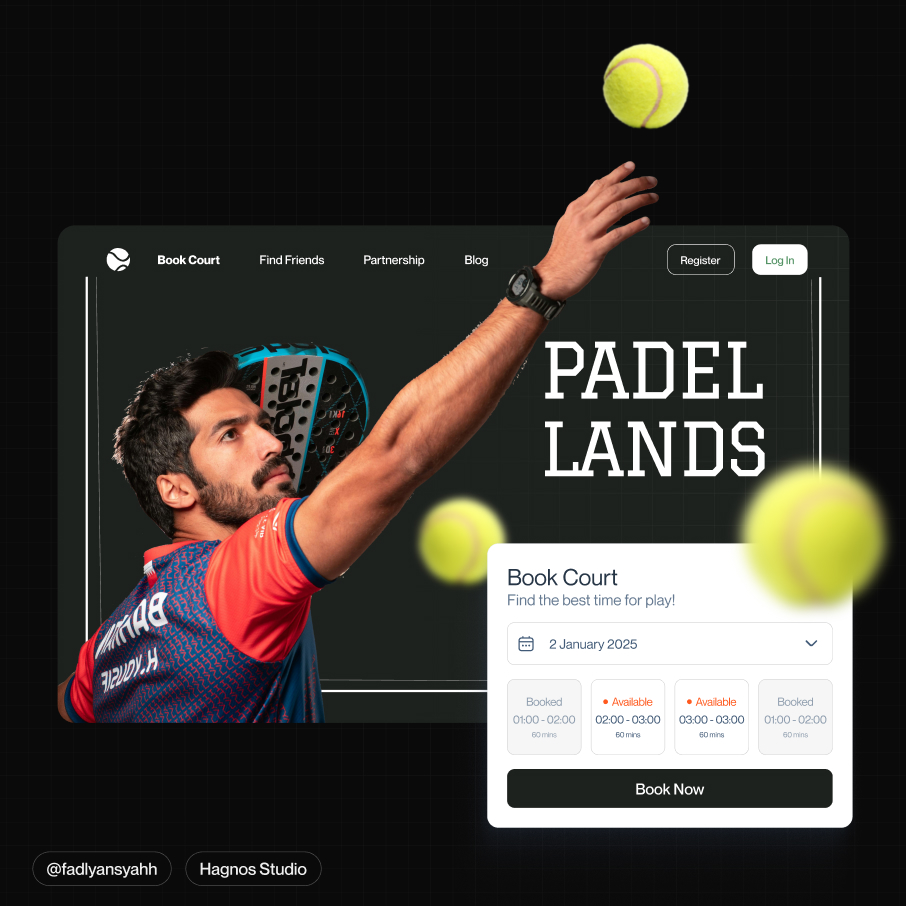 Book Court
Find Friends
Partnership
Blog
Register
Log In
PADEL
LANDS
BAHRAIN
H.YOUSIF
Book Court
Find the best time for play!
2 January 2025
Booked
01:00 - 02:00
60 mins
Available
02:00 - 03:00
60 mins
Available
03:00 - 03:00
60 mins
Booked
01:00 - 02:00
60 mins
Book Now
@fadlyansyahh
Hagnos Studio